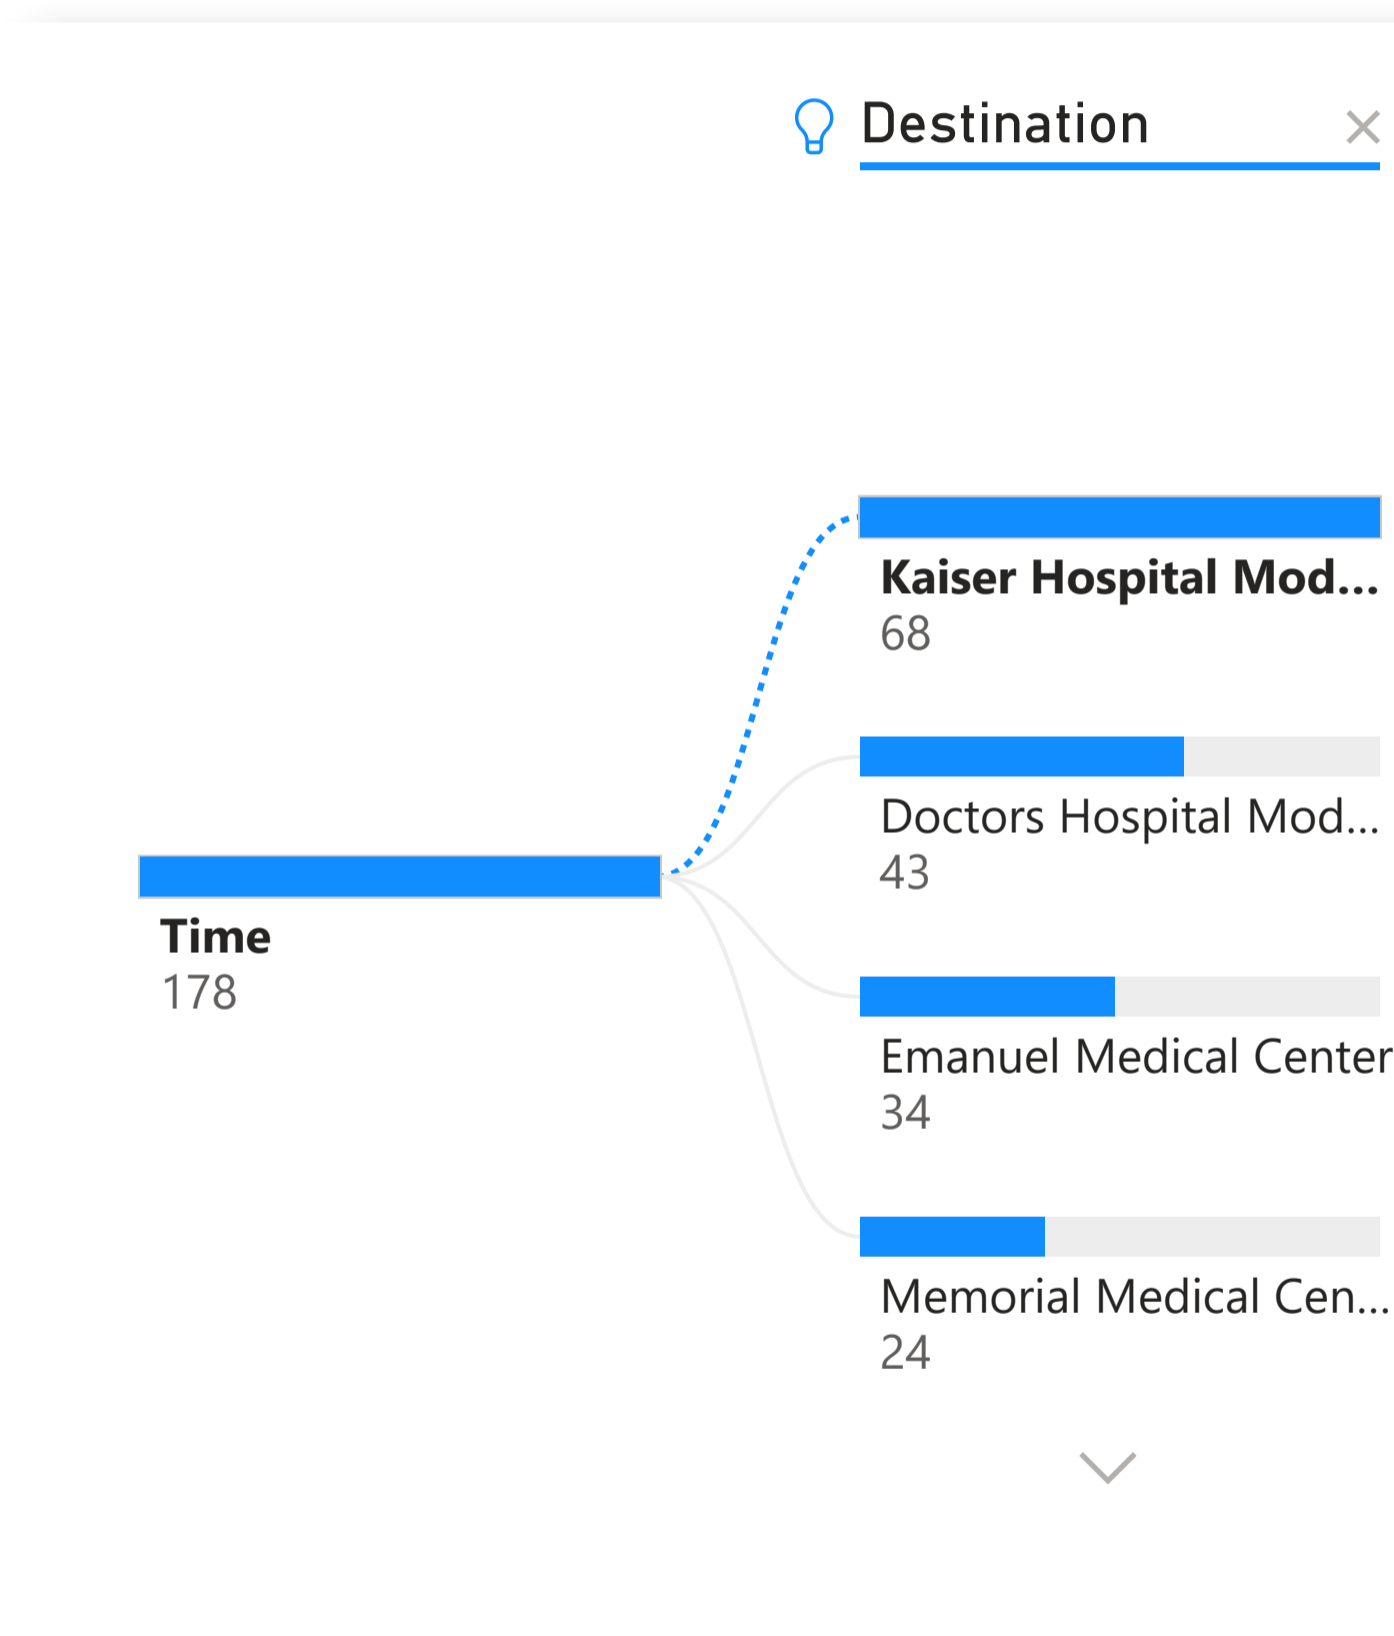 Destination
Kaiser Hospital Mod...
68
Doctors Hospital Mod...
43
Time
178
Emanuel Medical Center
34
Memorial Medical Cen...
24